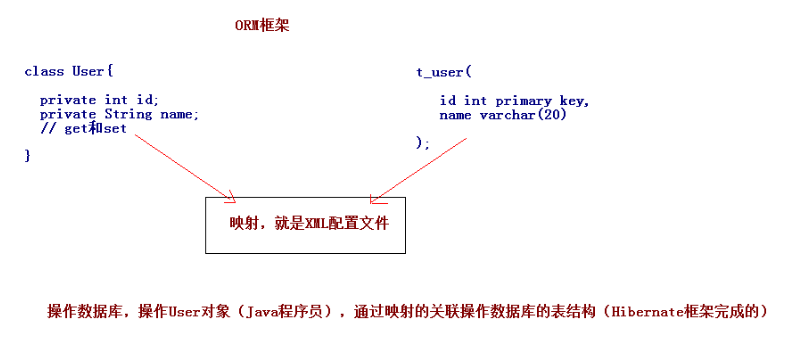 ORM框架
class User{
private int id;
private String name;
// get和set
}
t_user(
id int primary key,
name varchar(20)
);
映射，就是XML配置文件
操作数据库，操作User对象（Java程序员），通过映射的关联操作数据库的表结构（Hibernate框架完成的）